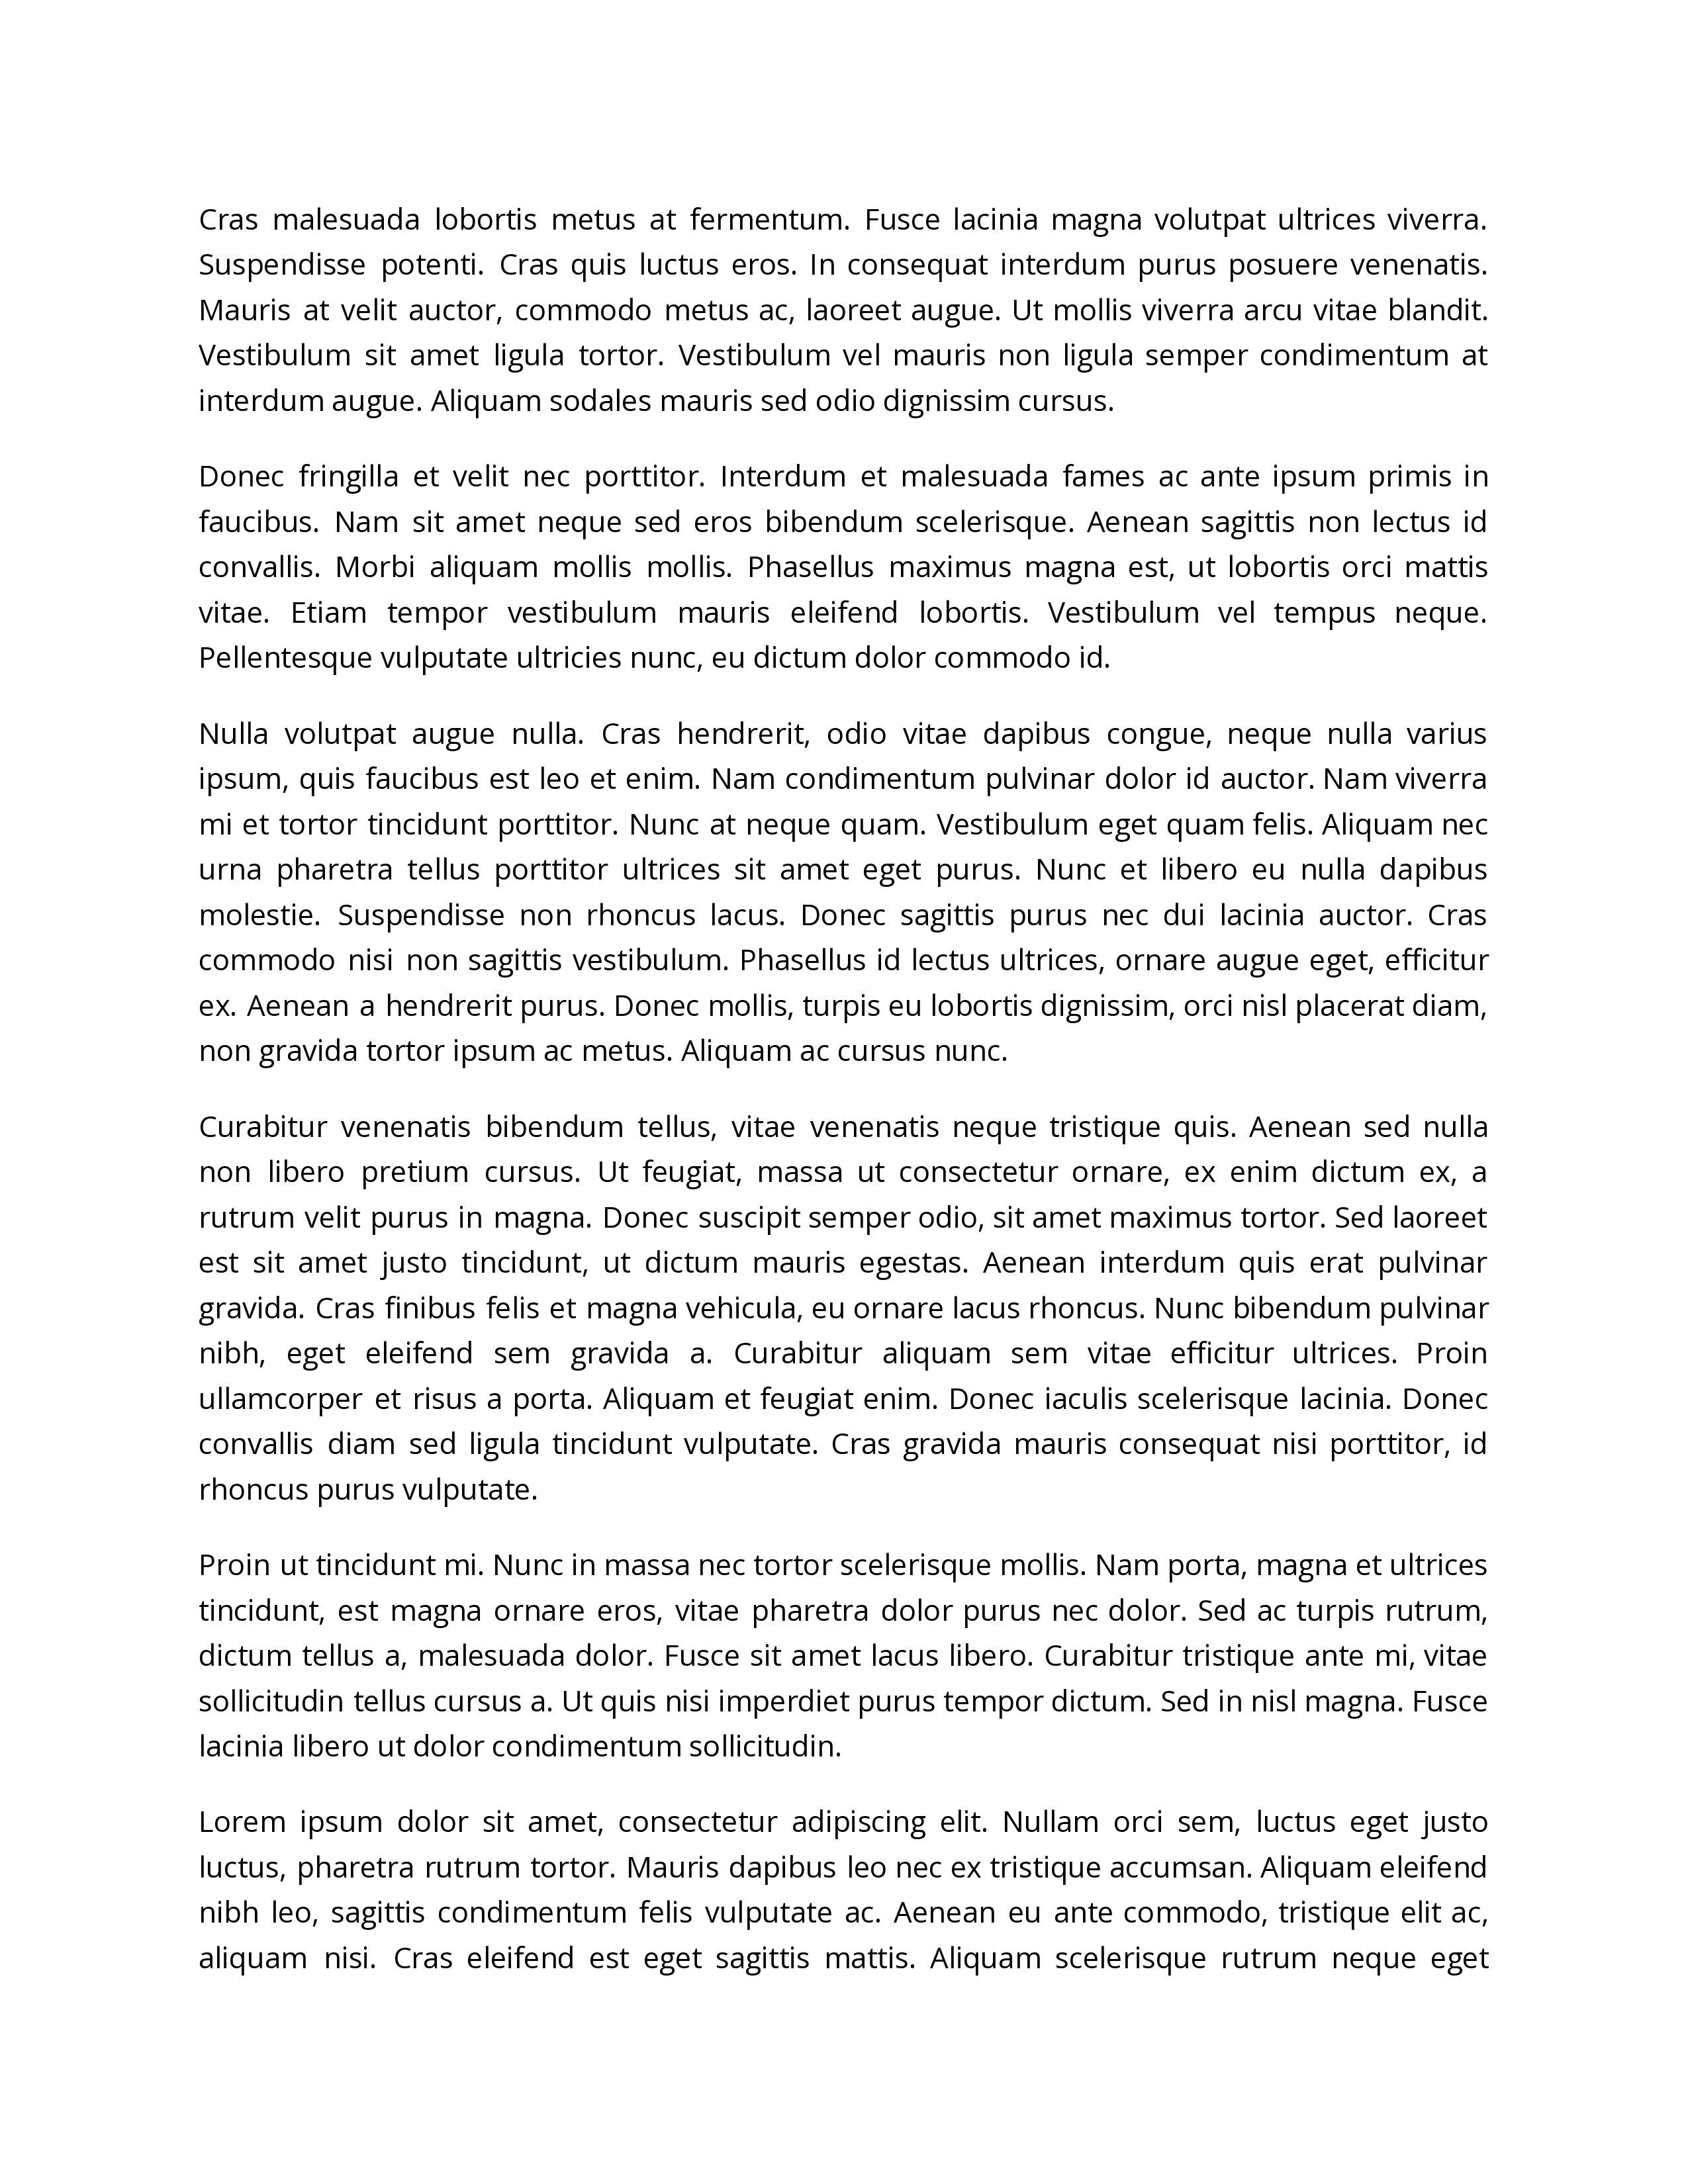 Cras malesuada lobortis metus at fermentum. Fusce lacinia magna volutpat ultrices viverra.
Suspendisse potenti. Cras quis luctus eros. In consequat interdum purus posuere venenatis.
Mauris at velit auctor, commodo metus ac, laoreet augue. Ut mollis viverra arcu vitae blandit.
Vestibulum sit amet ligula tortor. Vestibulum vel mauris non ligula semper condimentum at
interdum augue. Aliquam sodales mauris sed odio dignissim cursus.
Donec fringilla et velit nec porttitor. Interdum et malesuada fames ac ante ipsum primis in
faucibus. Nam sit amet neque sed eros bibendum scelerisque. Aenean sagittis non lectus id
convallis. Morbi aliquam mollis mollis. Phasellus maximus magna est, ut lobortis orci mattis
vitae. Etiam tempor vestibulum mauris eleifend lobortis. Vestibulum vel tempus neque.
Pellentesque vulputate ultricies nunc, eu dictum dolor commodo id.
Nulla volutpat augue nulla. Cras hendrerit, odio vitae dapibus congue, neque nulla varius
ipsum, quis faucibus est leo et enim. Nam condimentum pulvinar dolor id auctor. Nam viverra
mi et tortor tincidunt porttitor. Nunc at neque quam. Vestibulum eget quam felis. Aliquam nec
urna pharetra tellus porttitor ultrices sit amet eget purus. Nunc et libero eu nulla dapibus
molestie. Suspendisse non rhoncus lacus. Donec sagittis purus nec dui lacinia auctor. Cras
commodo nisi non sagittis vestibulum. Phasellus id lectus ultrices, ornare augue eget, efficitur
ex. Aenean a hendrerit purus. Donec mollis, turpis eu lobortis dignissim, orci nisl placerat diam,
non gravida tortor ipsum ac metus. Aliquam ac cursus nunc.
Curabitur venenatis bibendum tellus, vitae venenatis neque tristique quis. Aenean sed nulla
non libero pretium cursus. Ut feugiat, massa ut consectetur ornare, ex enim dictum ex, a
rutrum velit purus in magna. Donec suscipit semper odio, sit amet maximus tortor. Sed laoreet
est sit amet justo tincidunt, ut dictum mauris egestas. Aenean interdum quis erat pulvinar
gravida. Cras finibus felis et magna vehicula, eu ornare lacus rhoncus. Nunc bibendum pulvinar
nibh, eget eleifend sem gravida a. Curabitur aliquam sem vitae efficitur ultrices. Proin
ullamcorper et risus a porta. Aliquam et feugiat enim. Donec iaculis scelerisque lacinia. Donec
convallis diam sed ligula tincidunt vulputate. Cras gravida mauris consequat nisi porttitor, id
rhoncus purus vulputate.
Proin ut tincidunt mi. Nunc in massa nec tortor scelerisque mollis. Nam porta, magna et ultrices
tincidunt, est magna ornare eros, vitae pharetra dolor purus nec dolor. Sed ac turpis rutrum,
dictum tellus a, malesuada dolor. Fusce sit amet lacus libero. Curabitur tristique ante mi, vitae
sollicitudin tellus cursus a. Ut quis nisi imperdiet purus tempor dictum. Sed in nisl magna. Fusce
lacinia libero ut dolor condimentum sollicitudin.
Lorem ipsum dolor sit amet, consectetur adipiscing elit. Nullam orci sem, luctus eget justo
luctus, pharetra rutrum tortor. Mauris dapibus leo nec ex tristique accumsan. Aliquam eleifend
nibh leo, sagittis condimentum felis vulputate ac. Aenean eu ante commodo, tristique elit ac,
aliquam nisi. Cras eleifend est eget sagittis mattis. Aliquam scelerisque rutrum neque eget